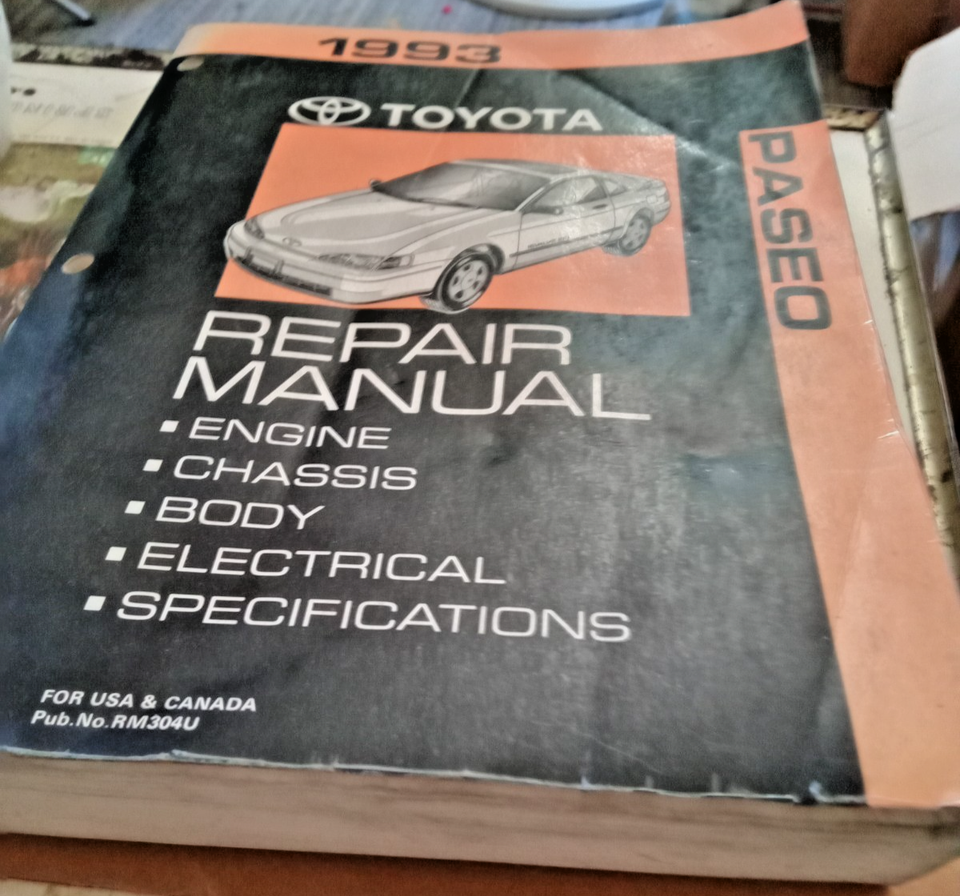 1993
TOYOTA
PASEO
REPAIR
MANUAL
▪ ENGINE
▪ CHASSIS
▪ BODY
▪ ELECTRICAL
▪ SPECIFICATIONS
FOR USA & CANADA
Pub.No.RM304U